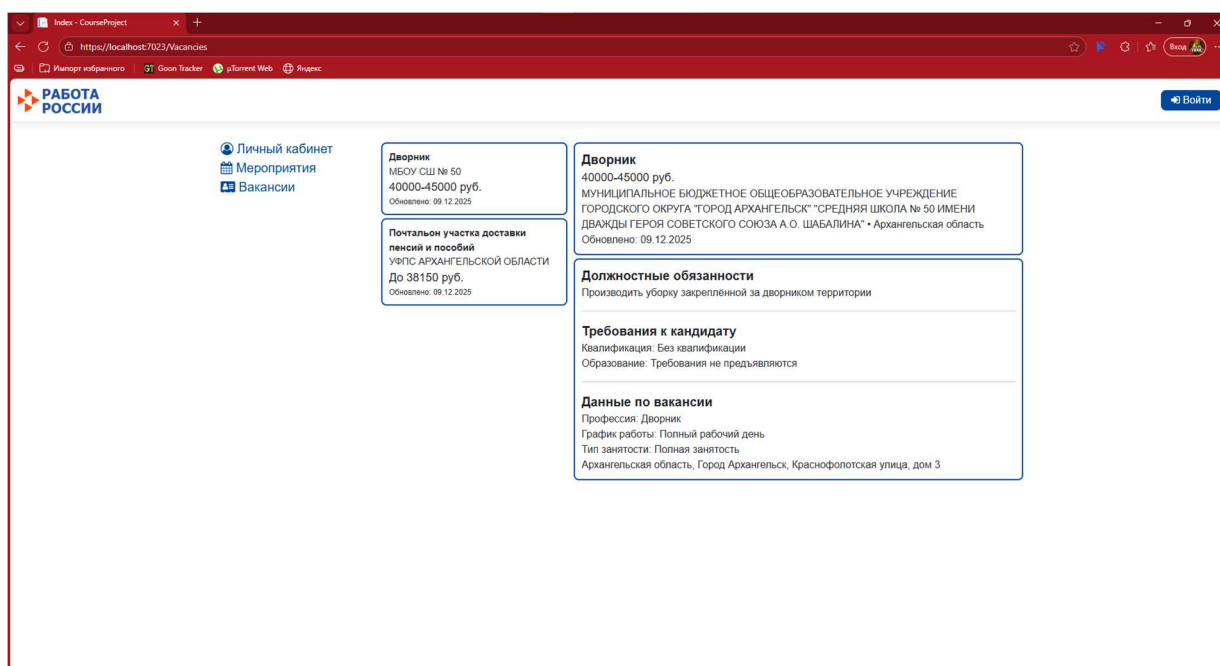 Index - CourseProject
https://localhost:7023/Vacancies
Вход
Импорт избранного
GT Goon Tracker
µTorrent Web
Яндекс
РАБОТА
РОССИИ
Войти
Личный кабинет
Мероприятия
Вакансии
Дворник
МБОУ СШ № 50
40000-45000 руб.
Обновлено: 09.12.2025
Почтальон участка доставки
пенсий и пособий
УФПС АРХАНГЕЛЬСКОЙ ОБЛАСТИ
До 38150 руб.
Обновлено: 09.12.2025
Дворник
40000-45000 руб.
МУНИЦИПАЛЬНОЕ БЮДЖЕТНОЕ ОБЩЕОБРАЗОВАТЕЛЬНОЕ УЧРЕЖДЕНИЕ
ГОРОДСКОГО ОКРУГА "ГОРОД АРХАНГЕЛЬСК" "СРЕДНЯЯ ШКОЛА № 50 ИМЕНИ
ДВАЖДЫ ГЕРОЯ СОВЕТСКОГО СОЮЗА А.О. ШАБАЛИНА" • Архангельская область
Обновлено: 09.12.2025
Должностные обязанности
Производить уборку закреплённой за дворником территории
Требования к кандидату
Квалификация: Без квалификации
Образование: Требования не предъявляются
Данные по вакансии
Профессия: Дворник
График работы: Полный рабочий день
Тип занятости: Полная занятость
Архангельская область, Город Архангельск, Краснофолотская улица, дом 3